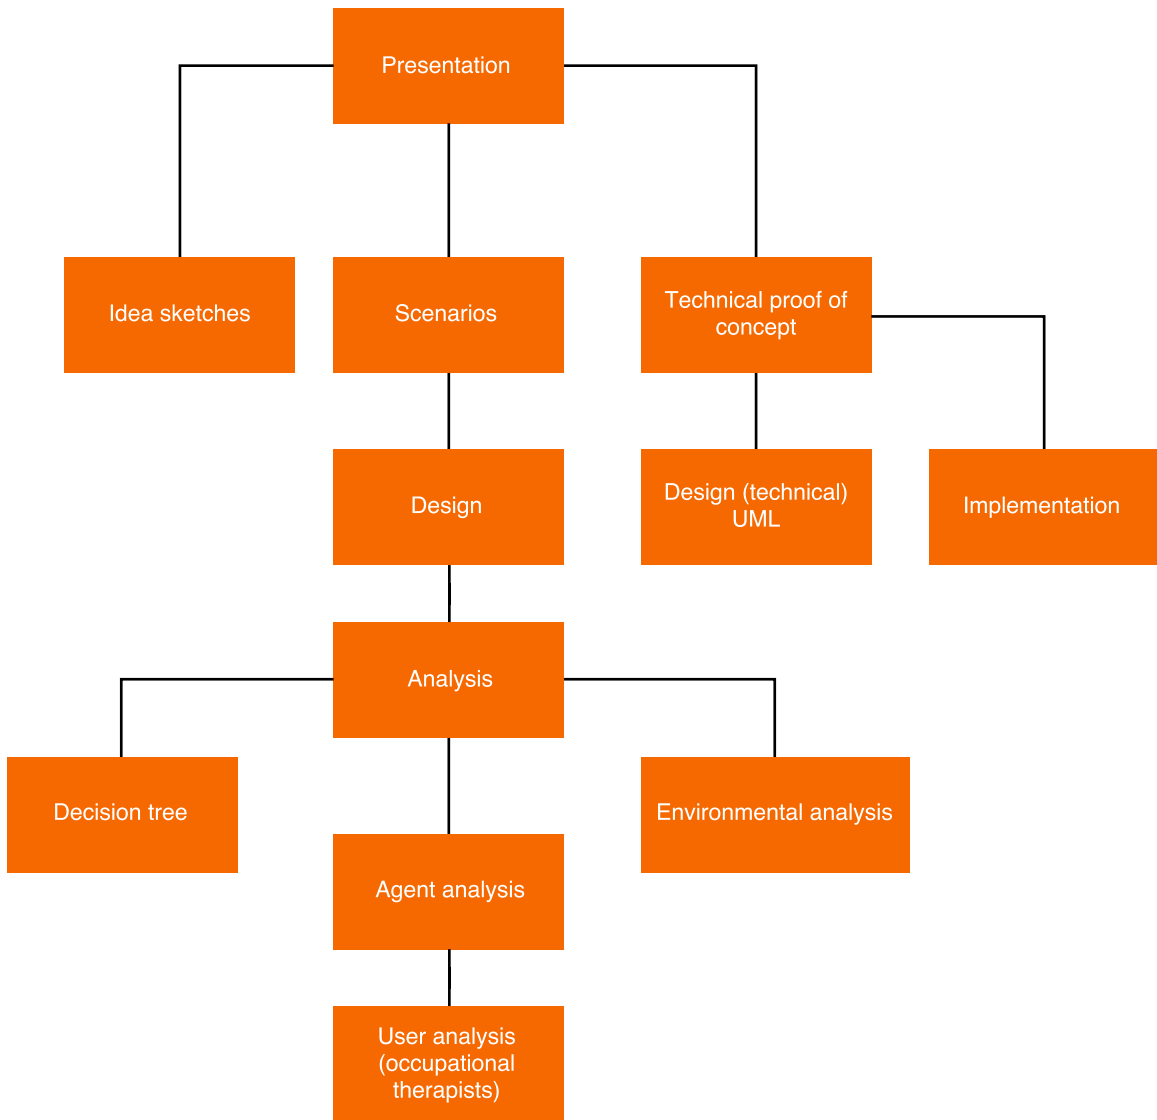 Presentation
Idea sketches
Scenarios
Technical proof of
concept
Design
Design (technical)
UML
Implementation
Analysis
Decision tree
Environmental analysis
Agent analysis
User analysis
(occupational
therapists)